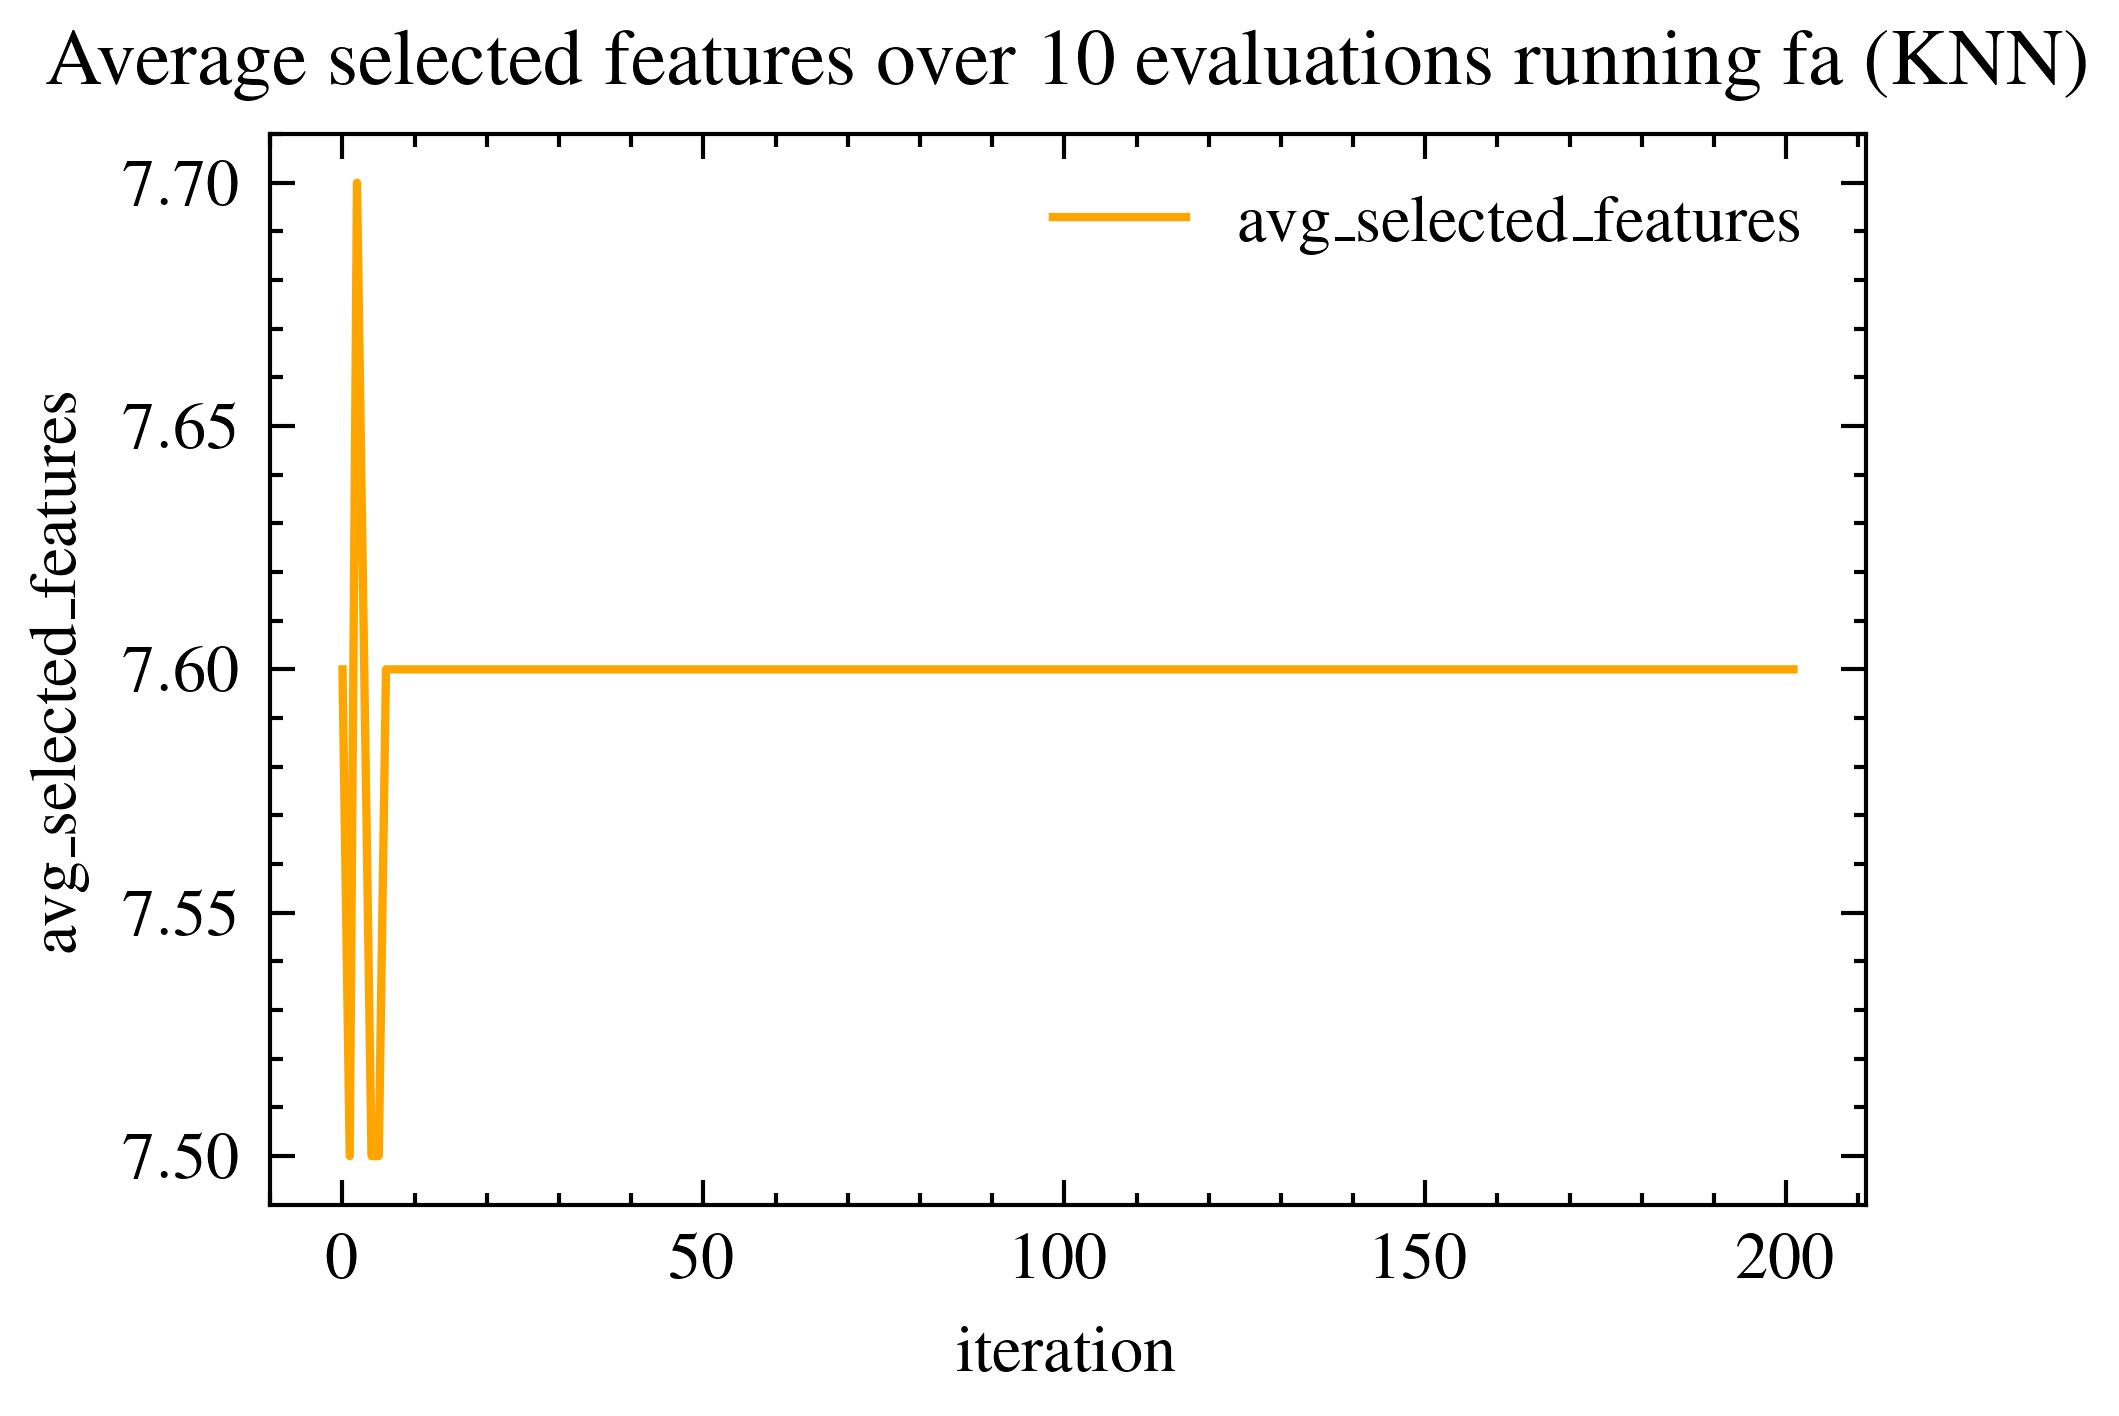 Average selected features over 10 evaluations running fa (KNN)
avg_selected_features
7.70
7.65
7.60
7.55
7.50
avg_selected_features
0 50 100 150 200
iteration